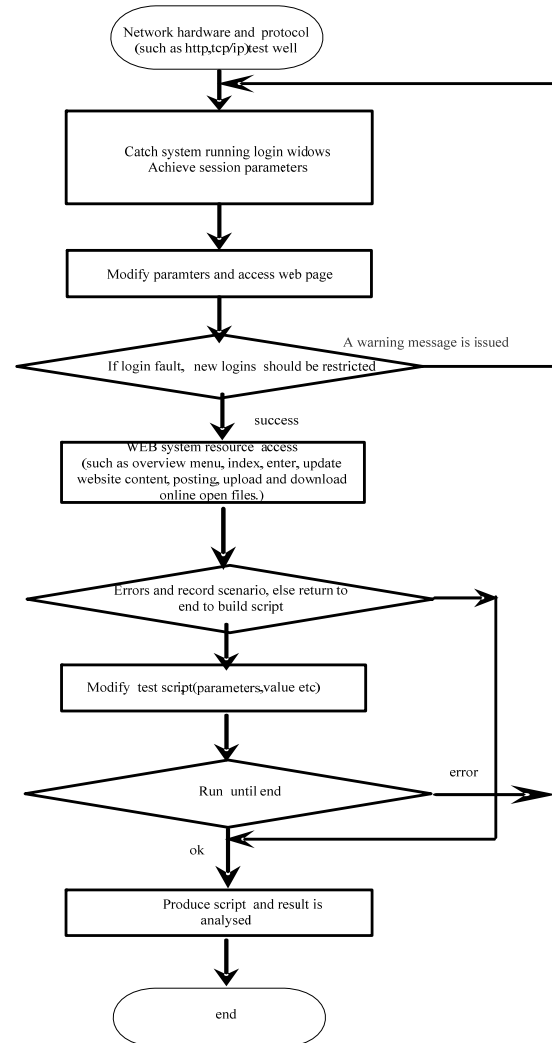 Network hardware and protocol
(such as http,tcp/ip)test well
Catch system running login widows
Achieve session parameters
Modify paramters and access web page
A warning message is issued
If login fault, new logins should be restricted
success
WEB system resource access
(such as overview menu, index, enter, update
website content, posting, upload and download
online open files.)
Errors and record scenario, else return to
end to build script
Modify test script(parameters,value etc)
error
Run until end
ok
Produce script and result is
analysed
end